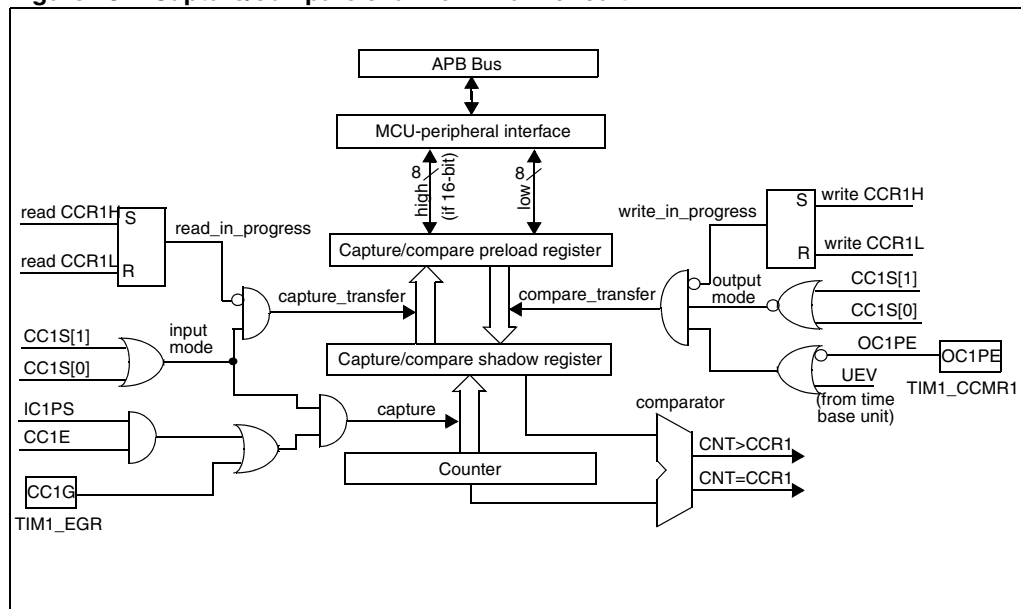 APB Bus
MCU-peripheral interface
8
high
(if 16-bit)
8
low
read CCR1H
S
read_in_progress
read CCR1L
R
write_in_progress
S
write CCR1H
R
write CCR1L
Capture/compare preload register
capture_transfer
compare_transfer
output
mode
CC1S[1]
CC1S[0]
input
mode
CC1S[1]
CC1S[0]
Capture/compare shadow register
OC1PE
OC1PE
UEV
TIM1_CCMR1
(from time
base unit)
IC1PS
CC1E
capture
comparator
CNT>CCR1
Counter
CNT=CCR1
CC1G
TIM1_EGR